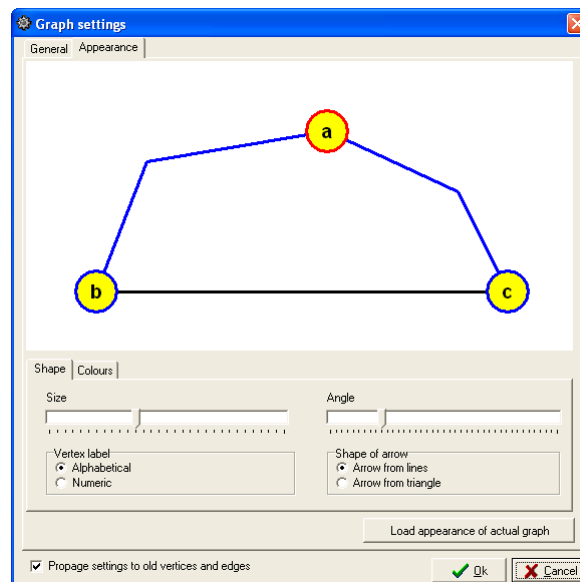 Graph settings
General Appearance
a
b
c
Shape Colours
Size
Angle
Vertex label
Alphabetical
Numeric
Shape of arrow
Arrow from lines
Arrow from triangle
Load appearance of actual graph
Propage settings to old vertices and edges
Ok
Cancel